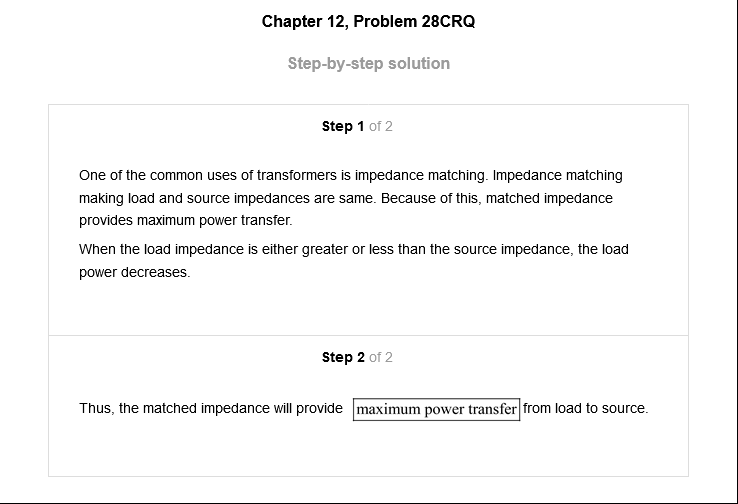 Chapter 12, Problem 28CRQ
Step-by-step solution
Step 1 of 2
One of the common uses of transformers is impedance matching. Impedance matching
making load and source impedances are same. Because of this, matched impedance
provides maximum power transfer.
When the load impedance is either greater or less than the source impedance, the load
power decreases.
Step 2 of 2
Thus, the matched impedance will provide maximum power transfer from load to source.